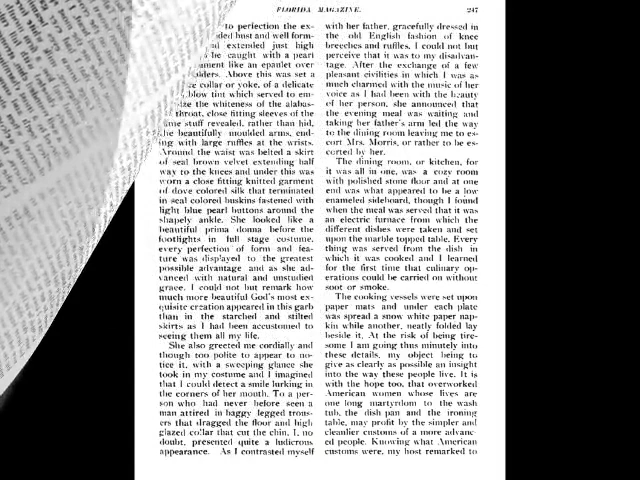 FLORIDA MAGAZINE.
247
to perfection the ex-
bust and well form-
extended just high
be caught with a pearl
like an epaulet over
Above this was set a
collar or yoke, of a delicate
tint which served to em-
the whiteness of the alabas-
throat, close fitting sleeves of the
stuff revealed, rather than hid,
the beautifully moulded arms, end-
ing with large ruffles at the wrists.
Around the waist was belted a skirt
of seal brown velvet extending half
way to the knees and under this was
worn a close fitting knitted garment
of dove colored silk that terminated
in seal colored buskins fastened with
light blue pearl buttons around the
shapely ankle. She looked like a
beautiful prima donna before the
footlights in full stage costume,
every perfection of form and fea-
ture was displayed to the greatest
possible advantage and as she ad-
vanced with natural and unstudied
grace, I could not but remark how
much more beautiful God's most ex-
quisite creation appeared in this garb
than in the starched and stilted
skirts as I had been accustomed to
seeing them all my life.
She also greeted me cordially and
though too polite to appear to no-
tice it, with a sweeping glance she
took in my costume and I imagined
that I could detect a smile lurking in
the corners of her mouth. To a per-
son who had never before seen a
man attired in baggy legged trous-
ers that dragged the floor and high
glazed collar that cut the chin, I, no
doubt, presented quite a ludicrous
appearance. As I contrasted myself
with her father, gracefully dressed in
the old English fashion of knee
breeches and ruffles, I could not but
perceive that it was to my disadvan-
tage. After the exchange of a few
pleasant civilities in which I was as
much charmed with the music of her
voice as I had been with the beauty
of her person, she announced that
the evening meal was waiting and
taking her father's arm led the way
to the dining room leaving me to es-
cort Mrs. Morris, or rather to be es-
corted by her.
The dining room, or kitchen, for
it was all in one, was a cozy room
with polished stone floor and at one
end was what appeared to be a low
enameled sideboard, though I found
when the meal was served that it was
an electric furnace from which the
different dishes were taken and set
upon the marble topped table. Every
thing was served from the dish in
which it was cooked and I learned
for the first time that culinary op-
erations could be carried on without
soot or smoke.
The cooking vessels were set upon
paper mats and under each plate
was spread a snow white paper nap-
kin while another, neatly folded lay
beside it. At the risk of being tire-
some I am going thus minutely into
these details, my object being to
give as clearly as possible an insight
into the way these people live. It is
with the hope too, that overworked
American women whose lives are
one long martyrdom to the wash
tub, the dish pan and the ironing
table, may profit by the simpler and
cleanlier customs of a more advanc-
ed people. Knowing what American
customs were, my host remarked to